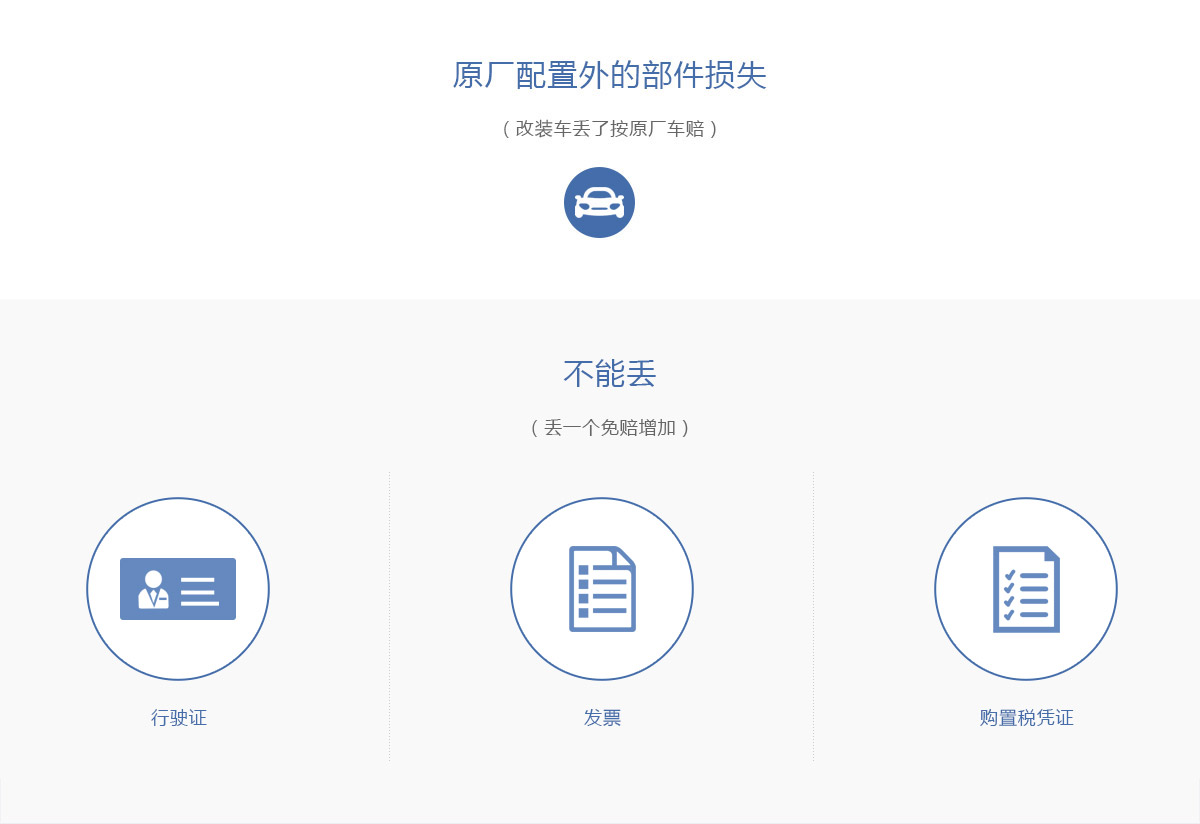 原厂配置外的部件损失
（改装车丢了按原厂车赔）
不能丢
（丢一个免赔增加）
行驶证
发票
购置税凭证